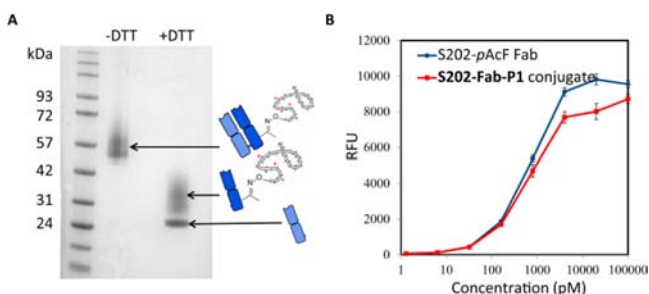 A
-DTT +DTT
kDa
93
72
57
42
31
24
N
O
N
O
B
12000
10000
8000
6000
4000
2000
0
RFU
S202-pAcF Fab
S202-Fab-P1 conjugate
1 10 100 1000 10000 100000
Concentration (pM)